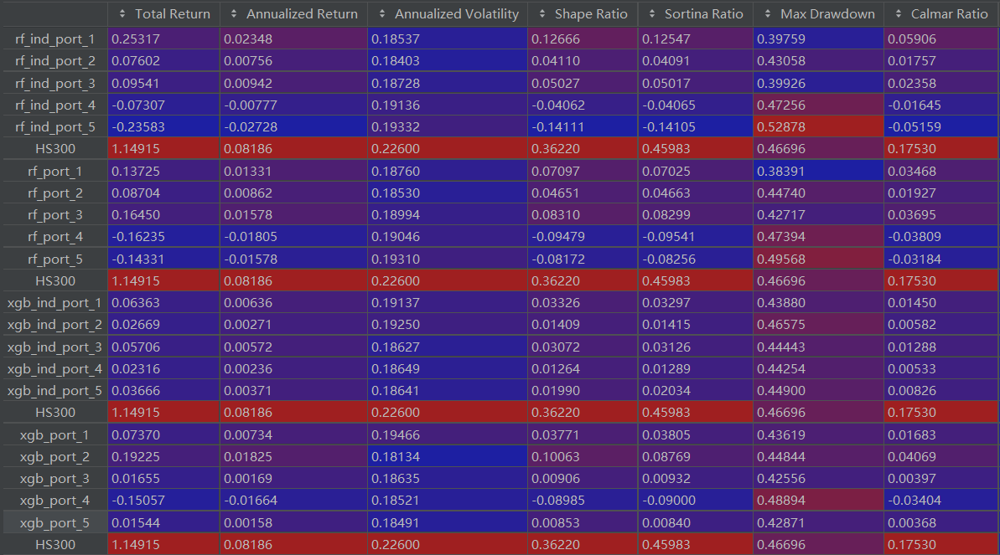 Total Return Annualized Return Annualized Volatility Shape Ratio Sortina Ratio Max Drawdown Calmar Ratio
rf_ind_port_1 0.25317 0.02348 0.18537 0.12666 0.12547 0.39759 0.05906
rf_ind_port_2 0.07602 0.00756 0.18403 0.04110 0.04091 0.43058 0.01757
rf_ind_port_3 0.09541 0.00942 0.18728 0.05027 0.05017 0.39926 0.02358
rf_ind_port_4 -0.07307 -0.00777 0.19136 -0.04062 -0.04065 0.47256 -0.01645
rf_ind_port_5 -0.23583 -0.02728 0.19332 -0.14111 -0.14105 0.52878 -0.05159
HS300 1.14915 0.08186 0.22600 0.36220 0.45983 0.46696 0.17530
rf_port_1 0.13725 0.01331 0.18760 0.07097 0.07025 0.38391 0.03468
rf_port_2 0.08704 0.00862 0.18530 0.04651 0.04663 0.44740 0.01927
rf_port_3 0.16450 0.01578 0.18994 0.08310 0.08299 0.42717 0.03695
rf_port_4 -0.16235 -0.01805 0.19046 -0.09479 -0.09541 0.47394 -0.03809
rf_port_5 -0.14331 -0.01578 0.19310 -0.08172 -0.08256 0.49568 -0.03184
HS300 1.14915 0.08186 0.22600 0.36220 0.45983 0.46696 0.17530
xgb_ind_port_1 0.06363 0.00636 0.19137 0.03326 0.03297 0.43880 0.01450
xgb_ind_port_2 0.02669 0.00271 0.19250 0.01409 0.01415 0.46575 0.00582
xgb_ind_port_3 0.05706 0.00572 0.18627 0.03072 0.03126 0.44443 0.01288
xgb_ind_port_4 0.02316 0.00236 0.18649 0.01264 0.01289 0.44254 0.00533
xgb_ind_port_5 0.03666 0.00371 0.18641 0.01990 0.02034 0.44900 0.00826
HS300 1.14915 0.08186 0.22600 0.36220 0.45983 0.46696 0.17530
xgb_port_1 0.07370 0.00734 0.19466 0.03771 0.03805 0.43619 0.01683
xgb_port_2 0.19225 0.01825 0.18134 0.10063 0.08769 0.44844 0.04069
xgb_port_3 0.01655 0.00169 0.18635 0.00906 0.00932 0.42556 0.00397
xgb_port_4 -0.15057 -0.01664 0.18521 -0.08985 -0.09000 0.48894 -0.03404
xgb_port_5 0.01544 0.00158 0.18491 0.00853 0.00840 0.42871 0.00368
HS300 1.14915 0.08186 0.22600 0.36220 0.45983 0.46696 0.17530